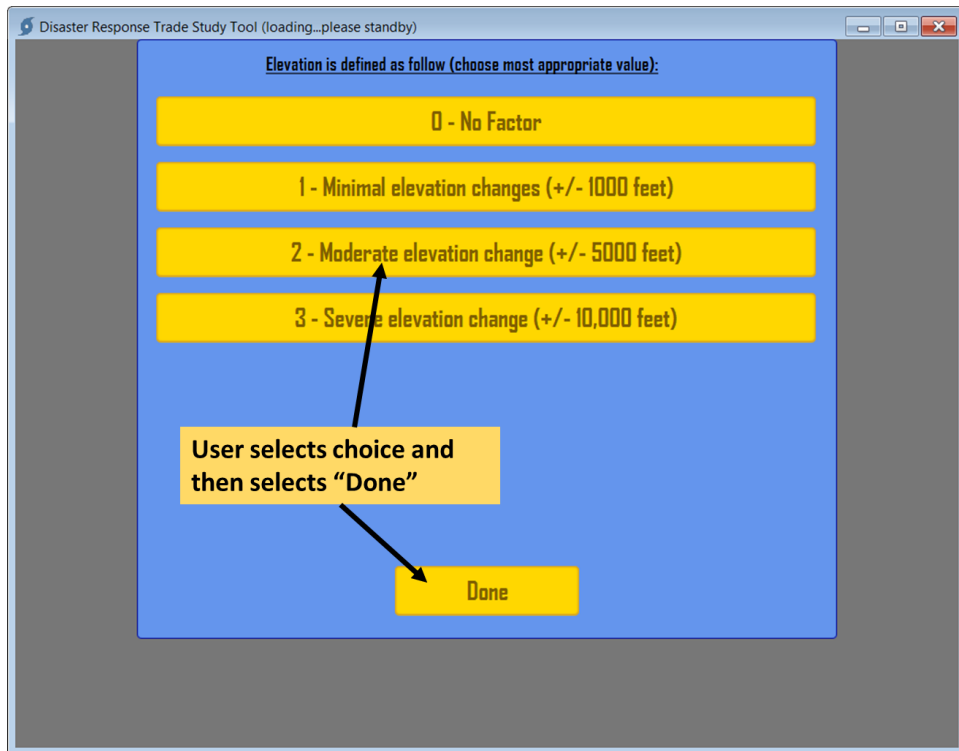 Disaster Response Trade Study Tool (loading...please standby)
Elevation is defined as follow (choose most appropriate value):
0 - No Factor
1 - Minimal elevation changes (+/- 1000 feet)
2 - Moderate elevation change (+/- 5000 feet)
3 - Severe elevation change (+/- 10,000 feet)
User selects choice and
then selects “Done”
Done